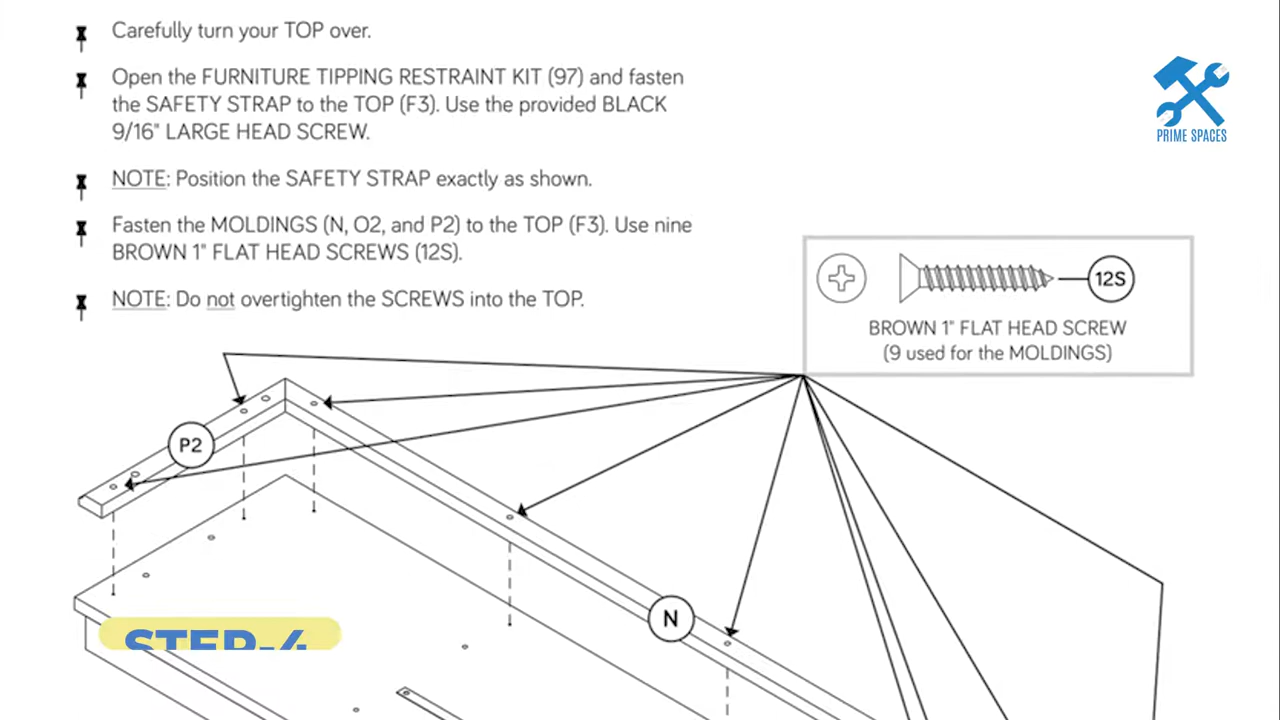 Carefully turn your TOP over.
Open the FURNITURE TIPPING RESTRAINT KIT (97) and fasten
the SAFETY STRAP to the TOP (F3). Use the provided BLACK
9/16" LARGE HEAD SCREW.
NOTE: Position the SAFETY STRAP exactly as shown.
Fasten the MOLDINGS (N, O2, and P2) to the TOP (F3). Use nine
BROWN 1" FLAT HEAD SCREWS (12S).
NOTE: Do not overtighten the SCREWS into the TOP.
PRIME SPACES
12S
BROWN 1" FLAT HEAD SCREW
(9 used for the MOLDINGS)
P2
N
STEP-4